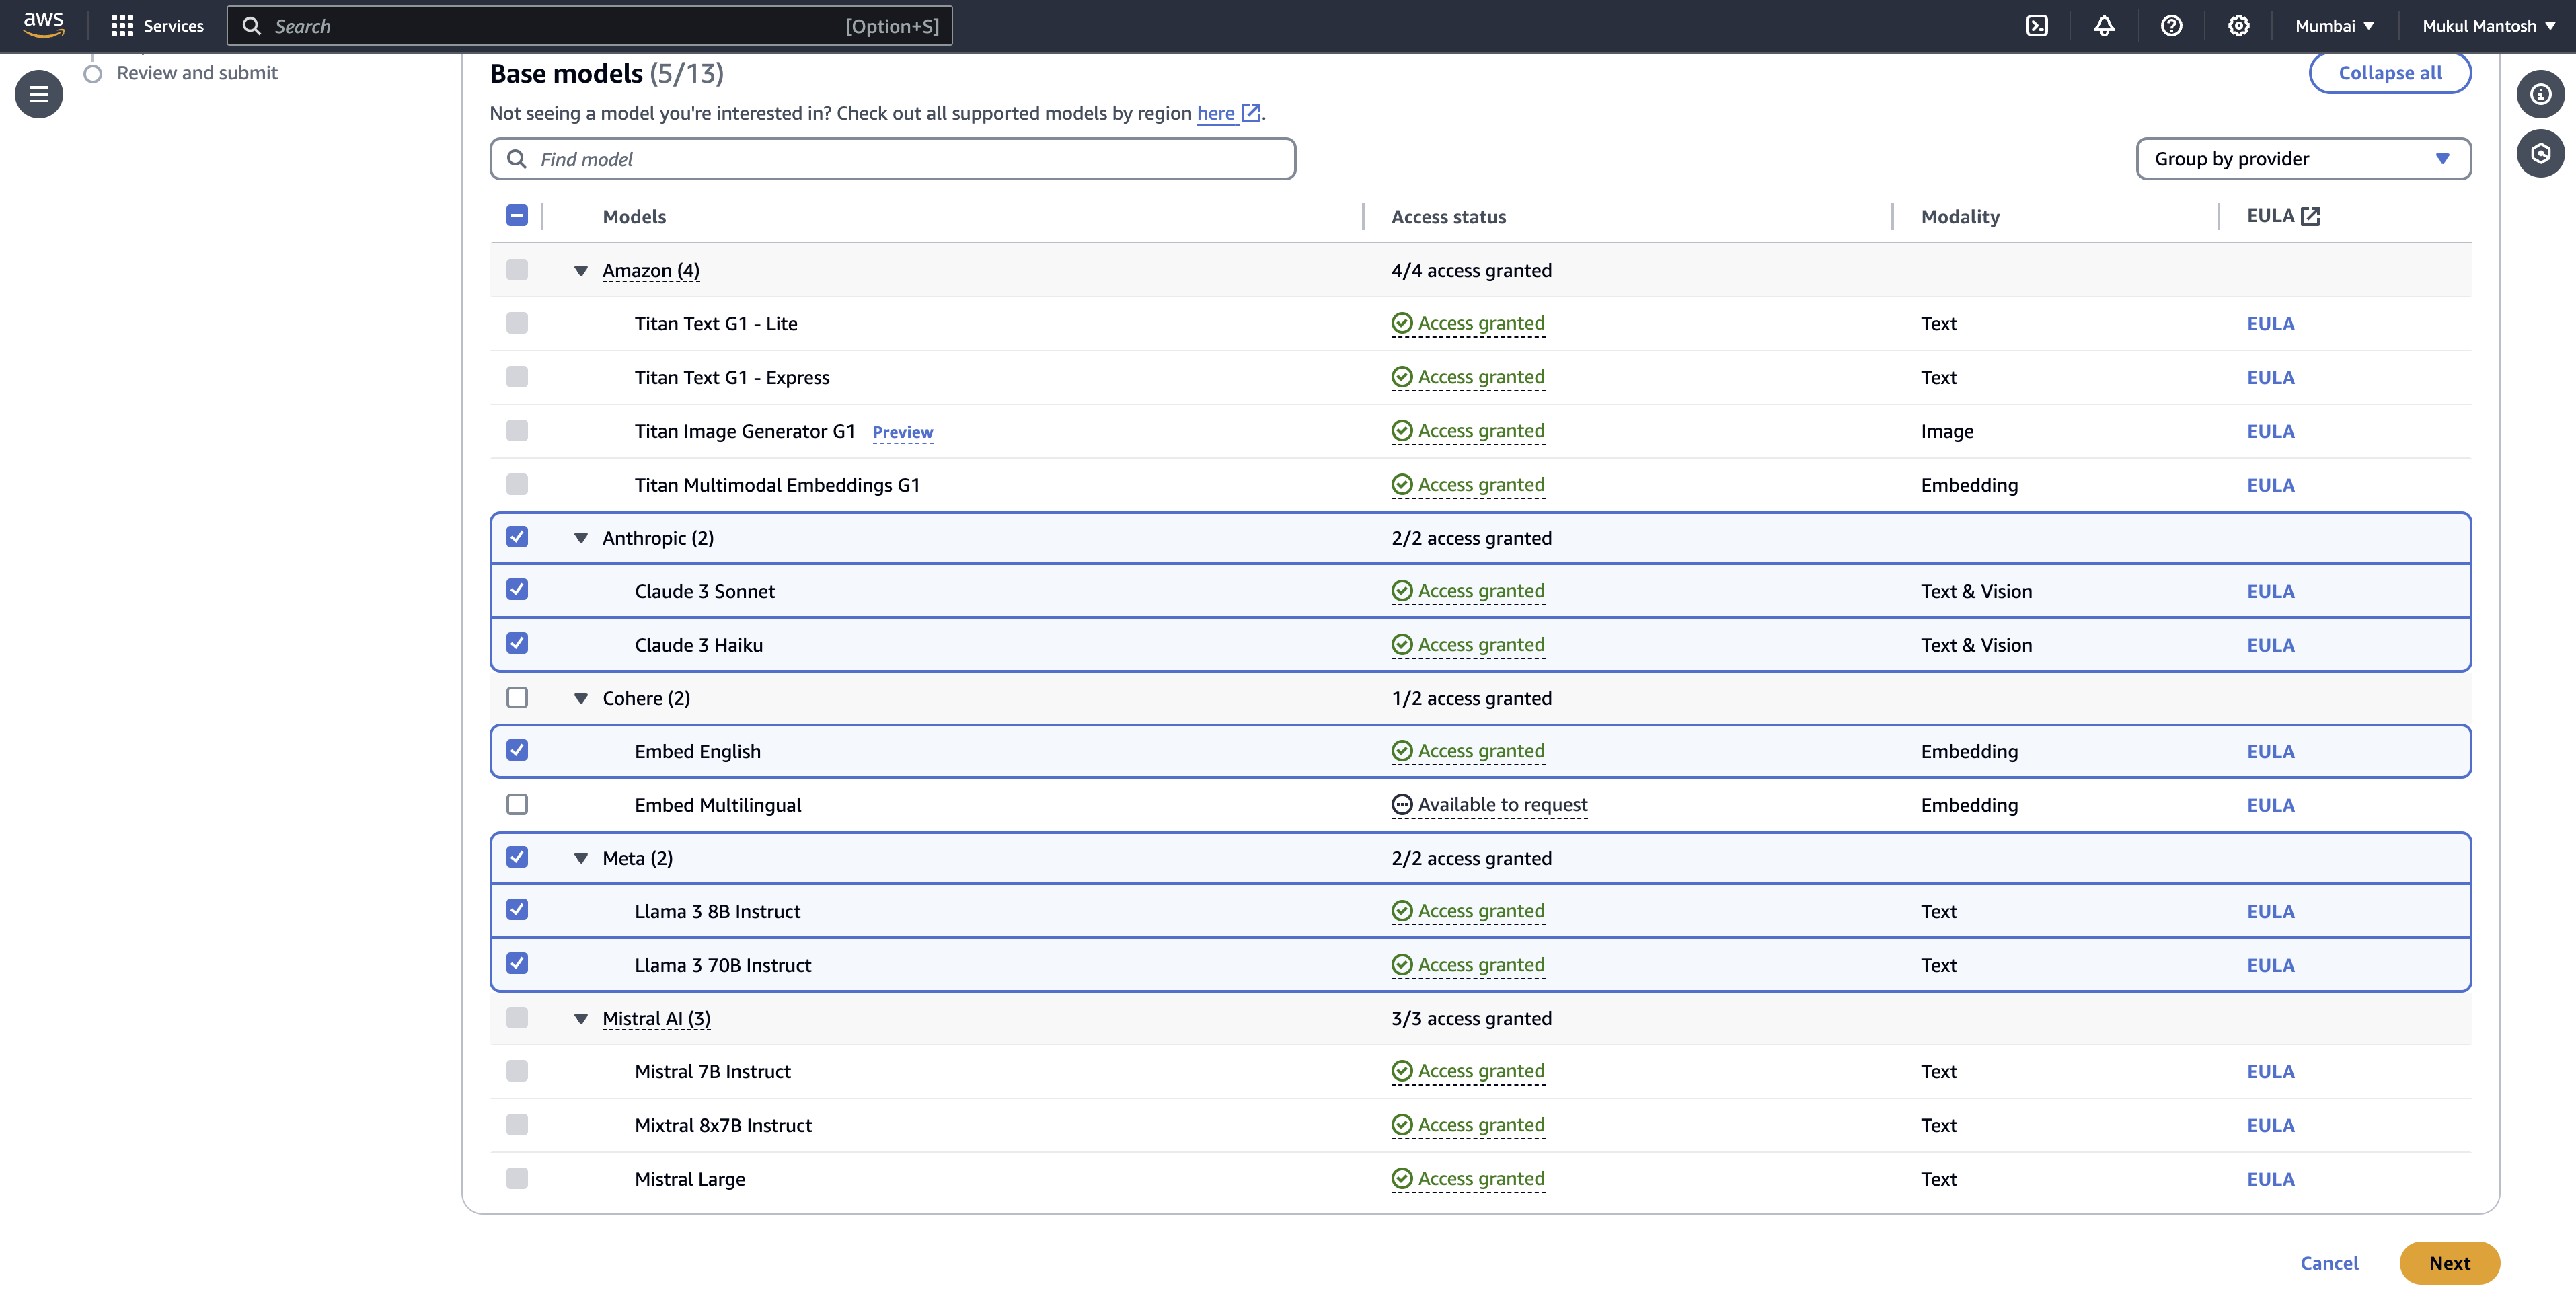 aws Services Search [Option+S] Mumbai ▼ Mukul Mantosh ▼
Review and submit
Base models (5/13) Collapse all
Not seeing a model you're interested in? Check out all supported models by region here.
Find model Group by provider
Models Access status Modality EULA
Amazon (4) 4/4 access granted
Titan Text G1 - Lite Access granted Text EULA
Titan Text G1 - Express Access granted Text EULA
Titan Image Generator G1 Preview Access granted Image EULA
Titan Multimodal Embeddings G1 Access granted Embedding EULA
Anthropic (2) 2/2 access granted
Claude 3 Sonnet Access granted Text & Vision EULA
Claude 3 Haiku Access granted Text & Vision EULA
Cohere (2) 1/2 access granted
Embed English Access granted Embedding EULA
Embed Multilingual Available to request Embedding EULA
Meta (2) 2/2 access granted
Llama 3 8B Instruct Access granted Text EULA
Llama 3 70B Instruct Access granted Text EULA
Mistral AI (3) 3/3 access granted
Mistral 7B Instruct Access granted Text EULA
Mixtral 8x7B Instruct Access granted Text EULA
Mistral Large Access granted Text EULA
Cancel Next